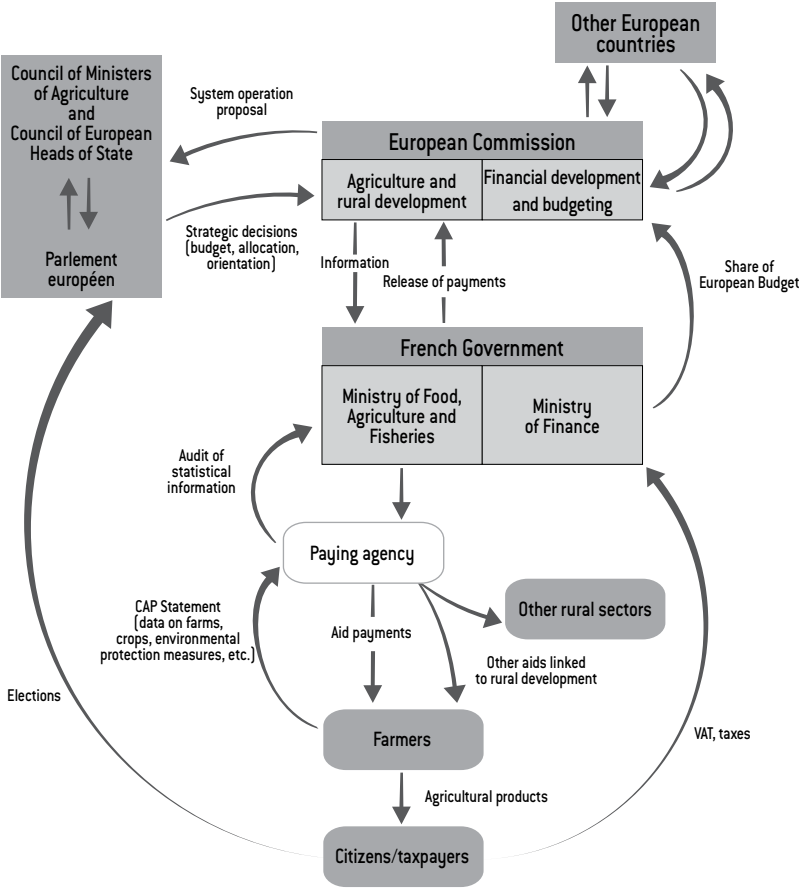 Other European
countries
Council of Ministers
of Agriculture
and
Council of European
Heads of State
Parlement
européen
System operation
proposal
European Commission
Agriculture and
rural development
Financial development
and budgeting
Strategic decisions
(budget, allocation,
orientation)
Information
Release of payments
Share of
European Budget
French Government
Ministry of Food,
Agriculture and
Fisheries
Ministry
of Finance
Audit of
statistical
information
Paying agency
CAP Statement
(data on farms,
crops, environmental
protection measures, etc.)
Aid payments
Other rural sectors
Other aids linked
to rural development
Elections
Farmers
VAT, taxes
Agricultural products
Citizens/taxpayers